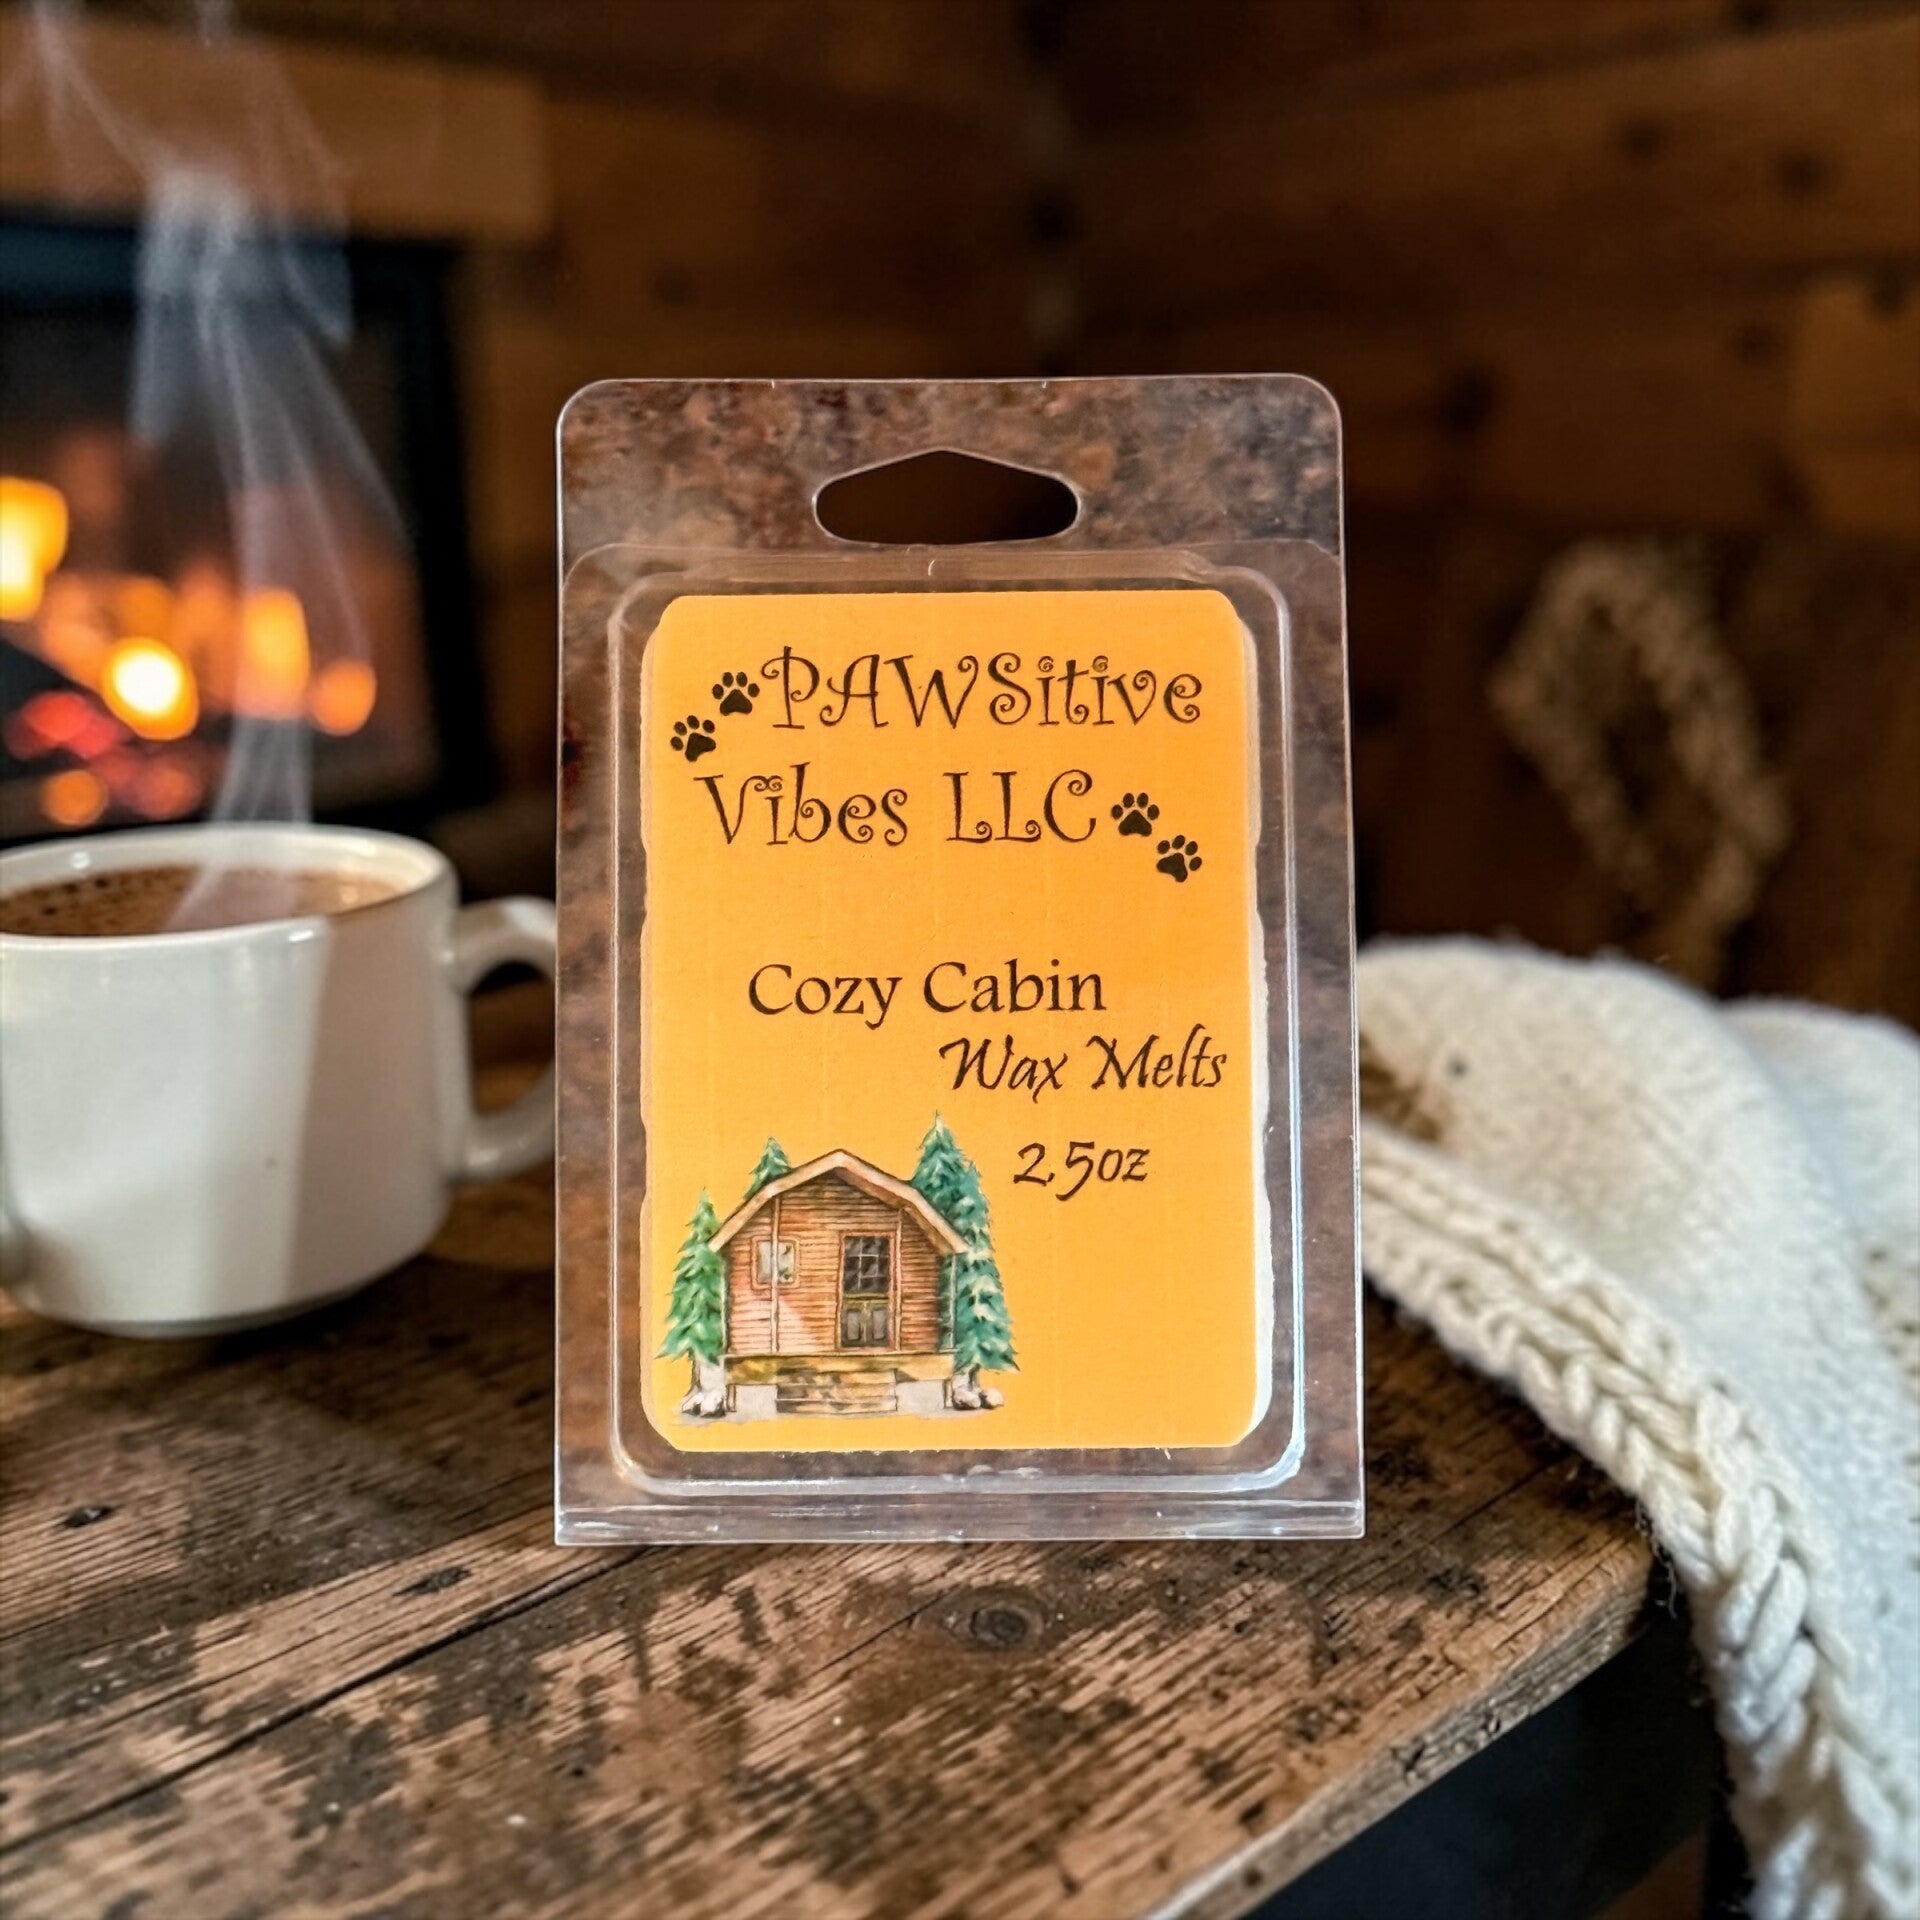 PAWSitive
Vibes LLC
Cozy Cabin
Wax Melts
2.5oz